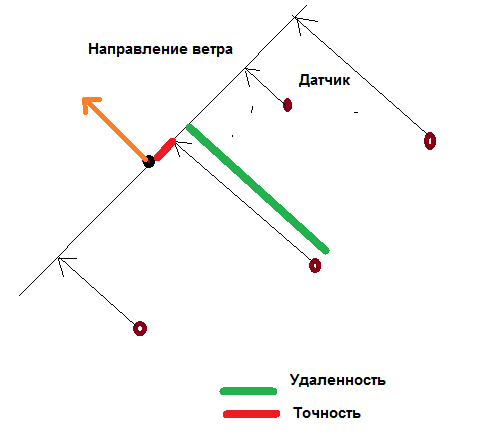 Направление ветра
Датчик
Удаленность
Точность